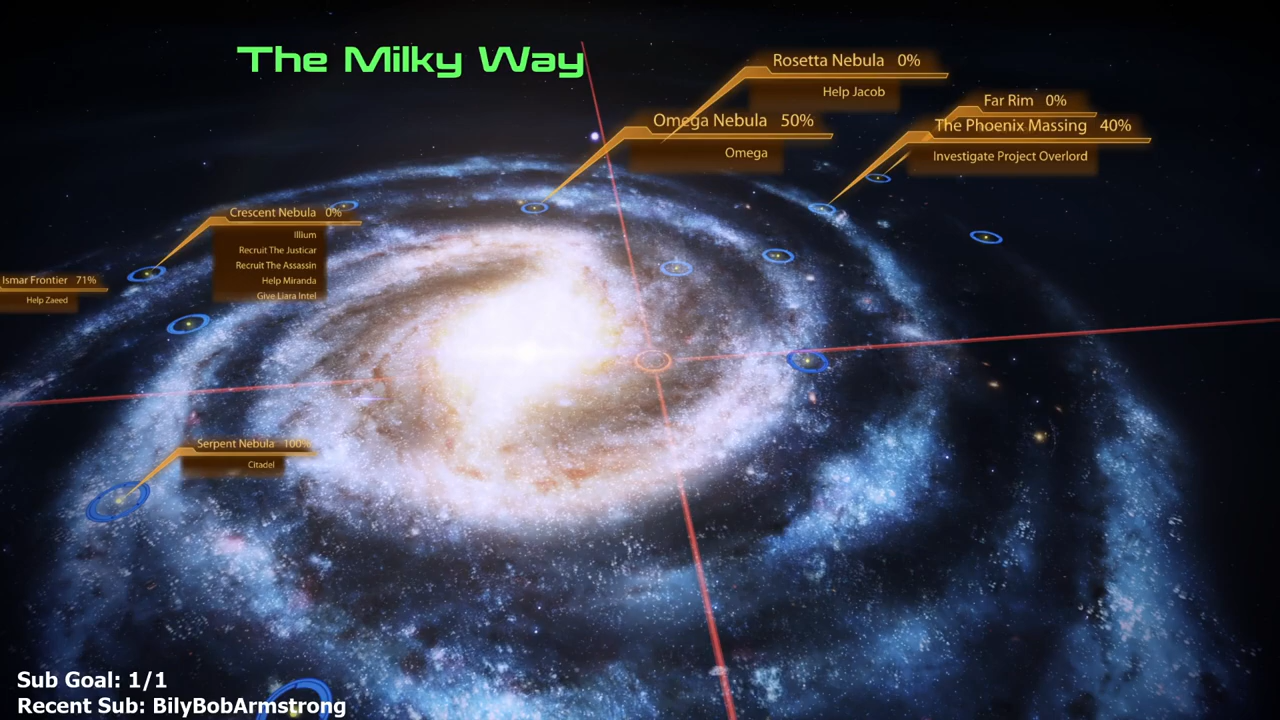 The Milky Way
Rosetta Nebula 0%
Help Jacob
Far Rim 0%
Omega Nebula 50%
Omega
The Phoenix Massing 40%
Investigate Project Overlord
Crescent Nebula 0%
Illium
Recruit The Justicar
Recruit The Assassin
Help Miranda
Give Liara Intel
Ismar Frontier 71%
Help Zaeed
Serpent Nebula 100%
Citadel
Sub Goal: 1/1
Recent Sub: BilyBobArmstrong